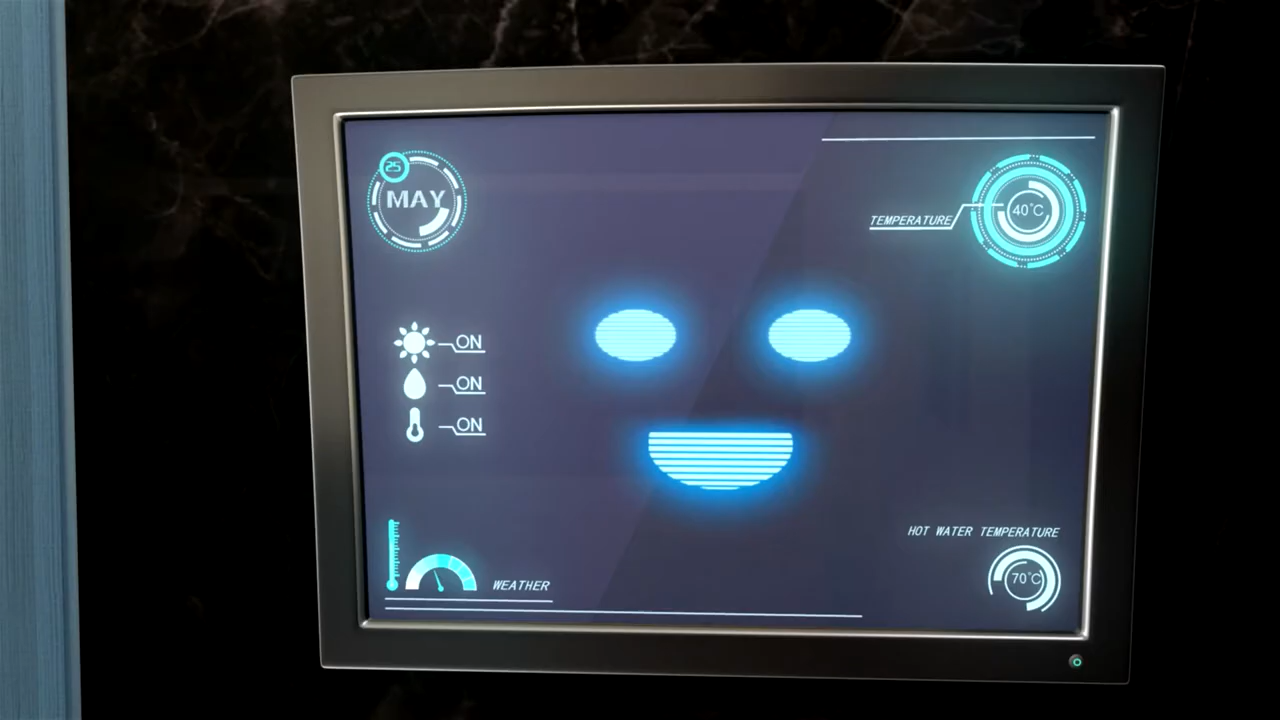 25
MAY
TEMPERATURE
40°C
ON
ON
ON
HOT WATER TEMPERATURE
70°C
WEATHER